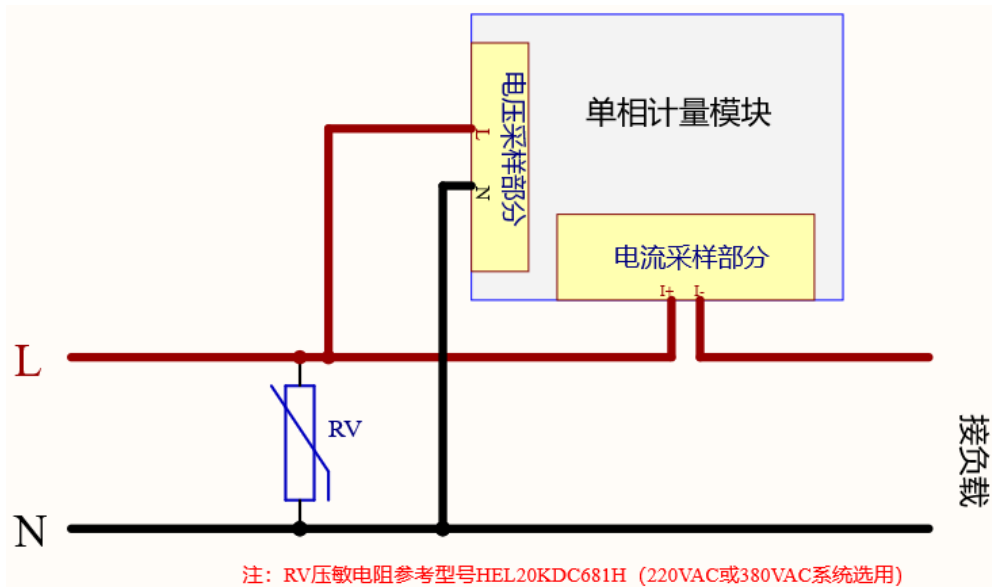 单相计量模块
电压采样部分
L
N
电流采样部分
I+ I-
L
RV
接负载
N
注：RV压敏电阻参考型号HEL20KDC681H（220VAC或380VAC系统选用）